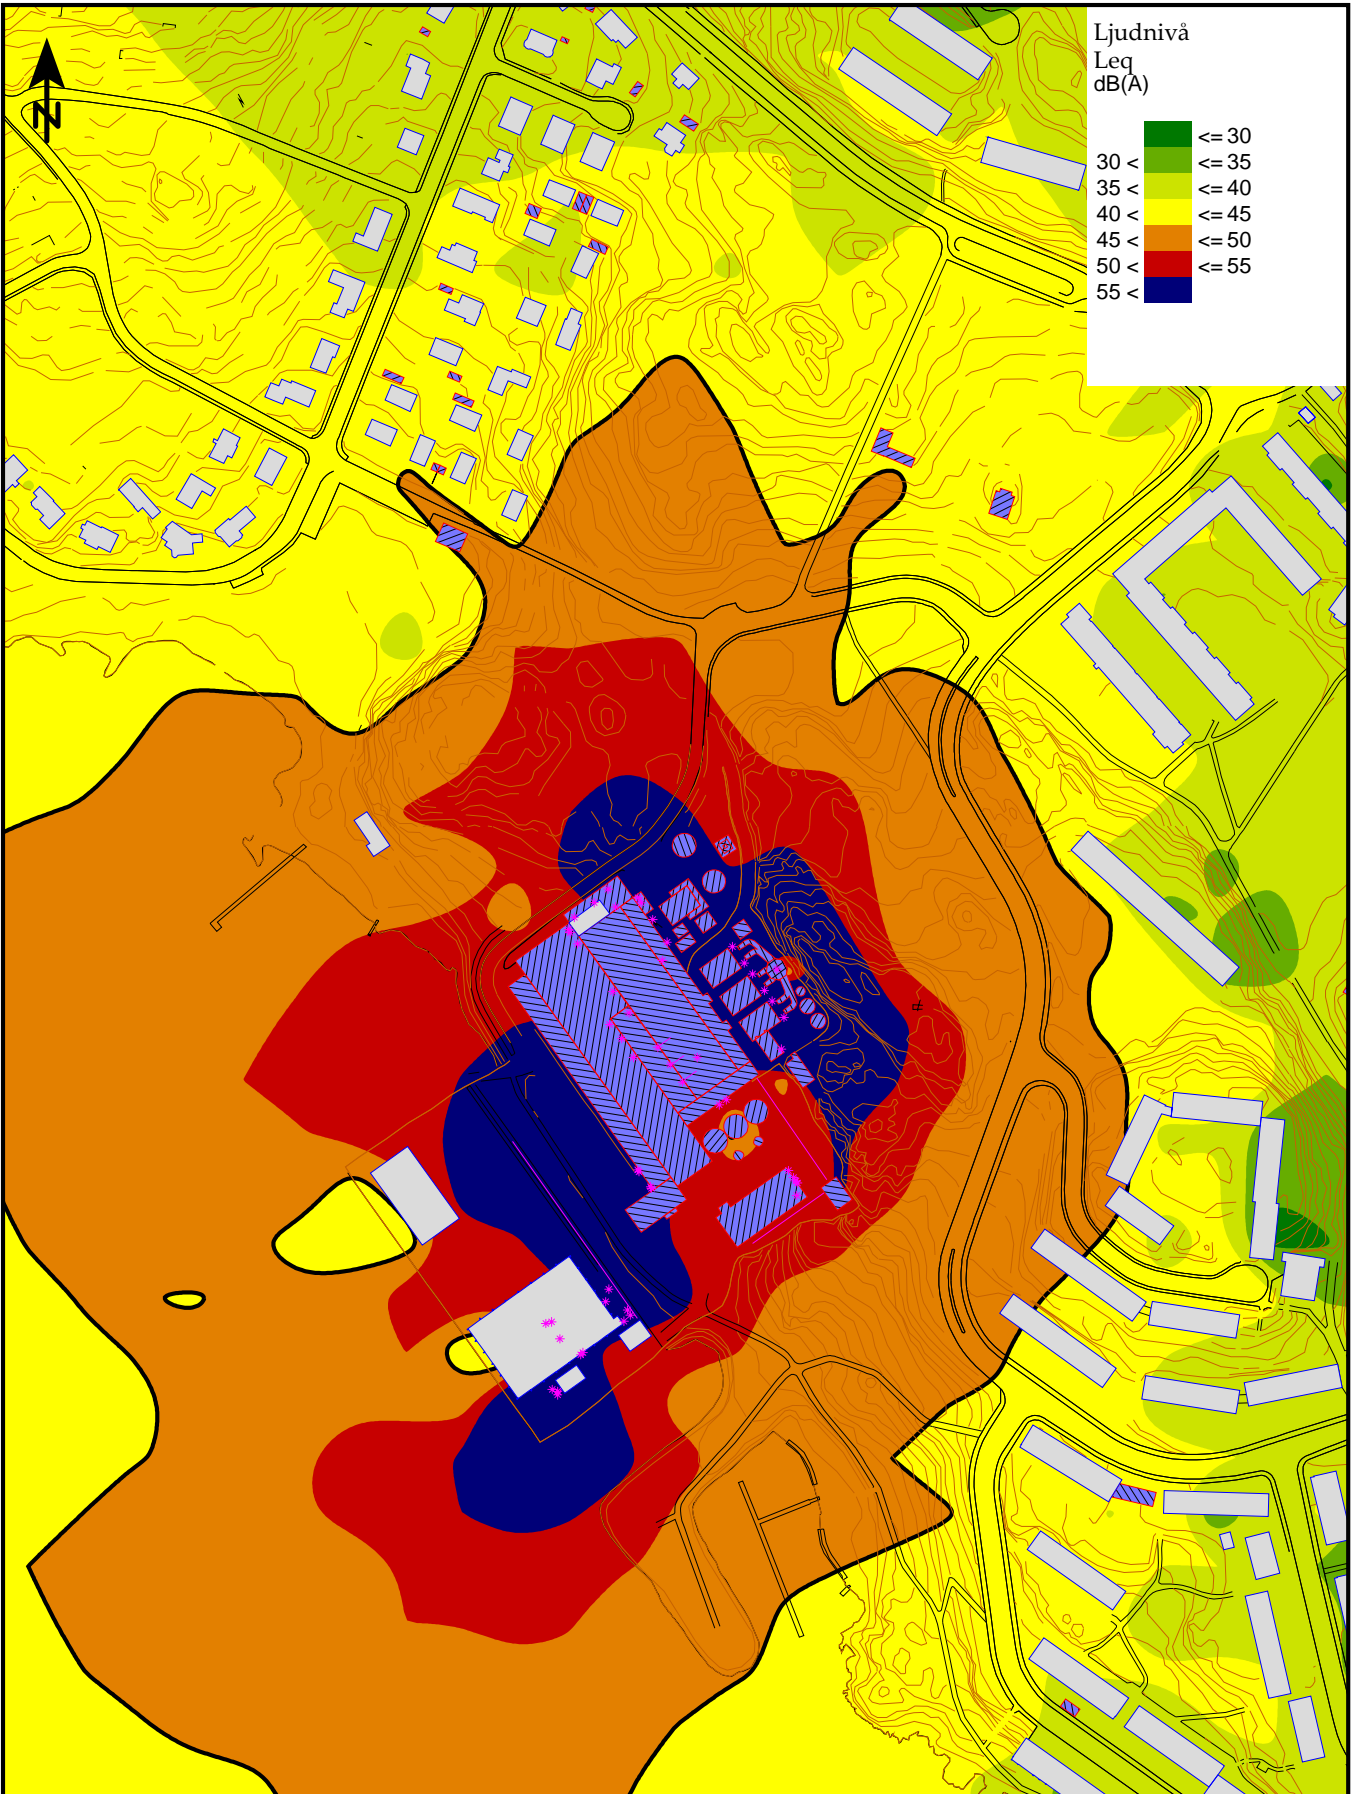 N
Ljudnivå
Leq
dB(A)
<= 30
30 < <= 35
35 < <= 40
40 < <= 45
45 < <= 50
50 < <= 55
55 <